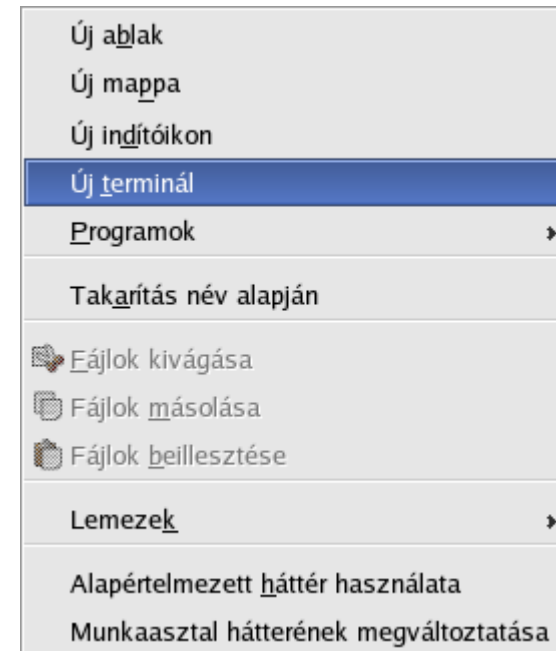 Új ablak
Új mappa
Új indítóikon
Új terminál
Programok
Takarítás név alapján
Fájlok kivágása
Fájlok másolása
Fájlok beillesztése
Lemezek
Alapértelmezett háttér használata
Munkaasztal hátterének megváltoztatása